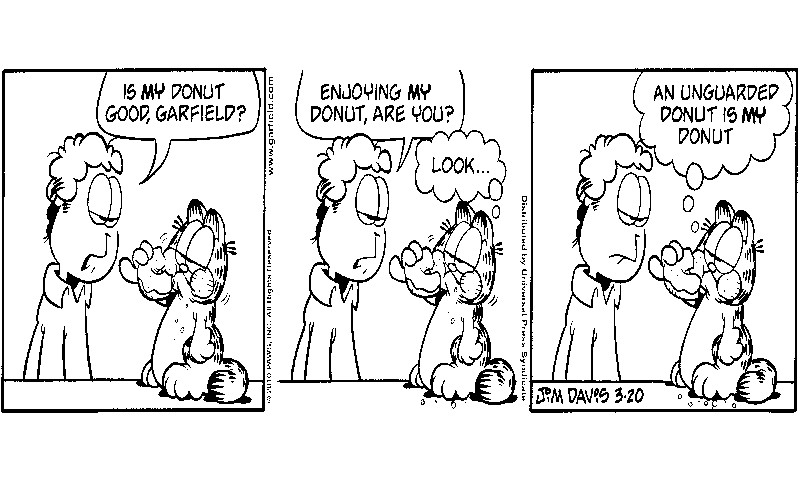 IS MY DONUT
GOOD, GARFIELD?
www.garfield.com
ENJOYING MY
DONUT, ARE YOU?
LOOK...
Distributed by Universal Press Syndicate
AN UNGUARDED
DONUT IS MY
DONUT
JIM DAVIS 3·20